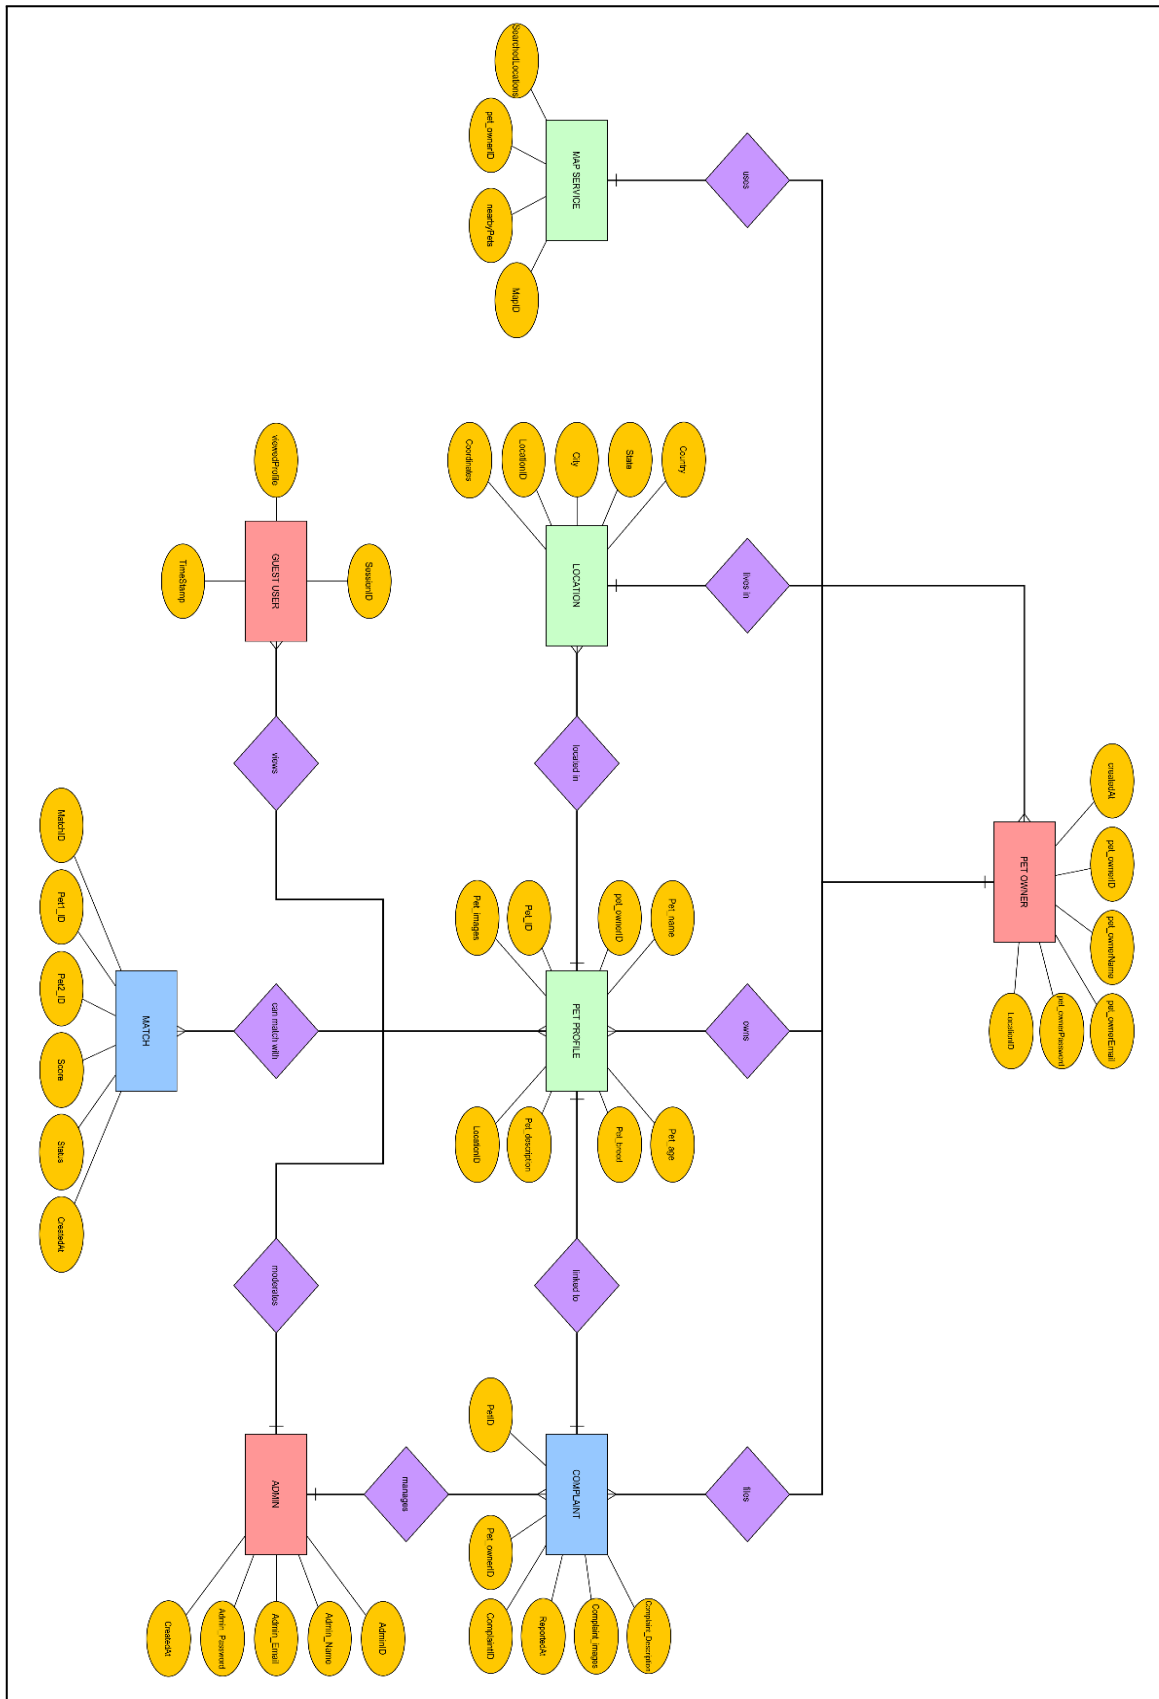 createdAt
pet_ownerID
pet_ownerName
pet_ownerEmail
pet_ownerPassword
LocationID
PET OWNER
uses
lives in
owns
files
SearchedLocations
pet_ownerID
nearbyPets
MapID
MAP SERVICE
Country
State
City
LocationID
Coordinates
LOCATION
located in
Pet_name
pet_ownerID
Pet_ID
Pet_images
PET PROFILE
Pet_age
Pet_breed
Pet_description
LocationID
linked to
PetID
COMPLAINT
Complaint_Description
Complaint_images
ReportedAt
ComplaintID
Pet_ownerID
manages
SessionID
viewedProfile
GUEST USER
TimeStamp
views
can match with
moderates
ADMIN
AdminID
Admin_Name
Admin_Email
Admin_Password
CreatedAt
MATCH
MatchID
Pet1_ID
Pet2_ID
Score
Status
CreatedAt